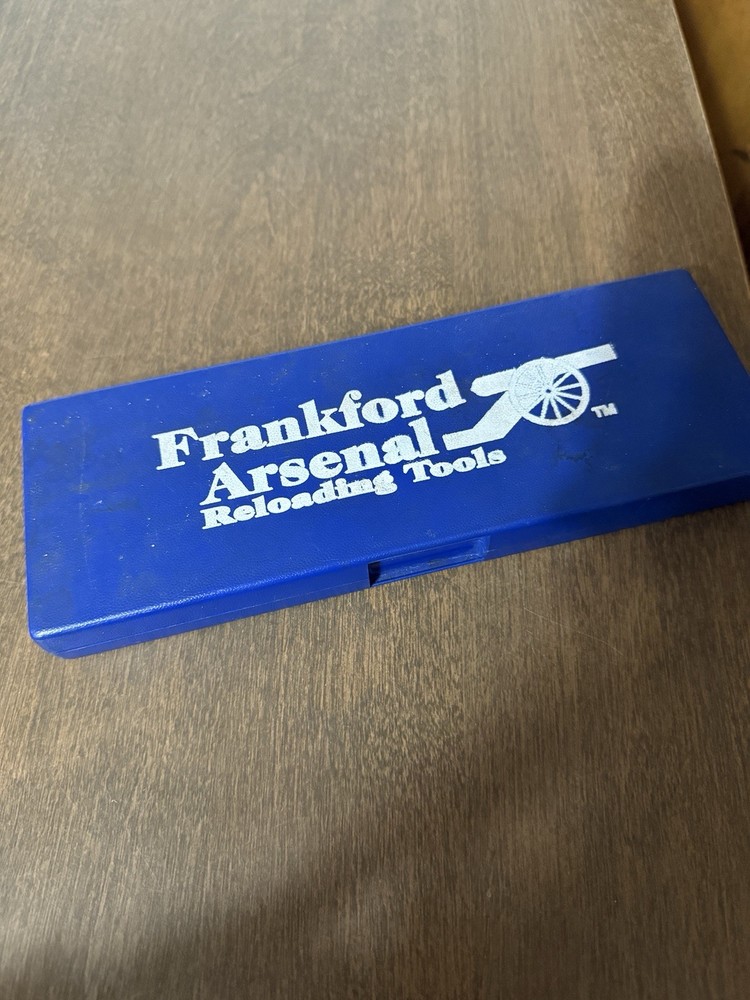 Frankford
Arsenal
Reloading Tools
TM